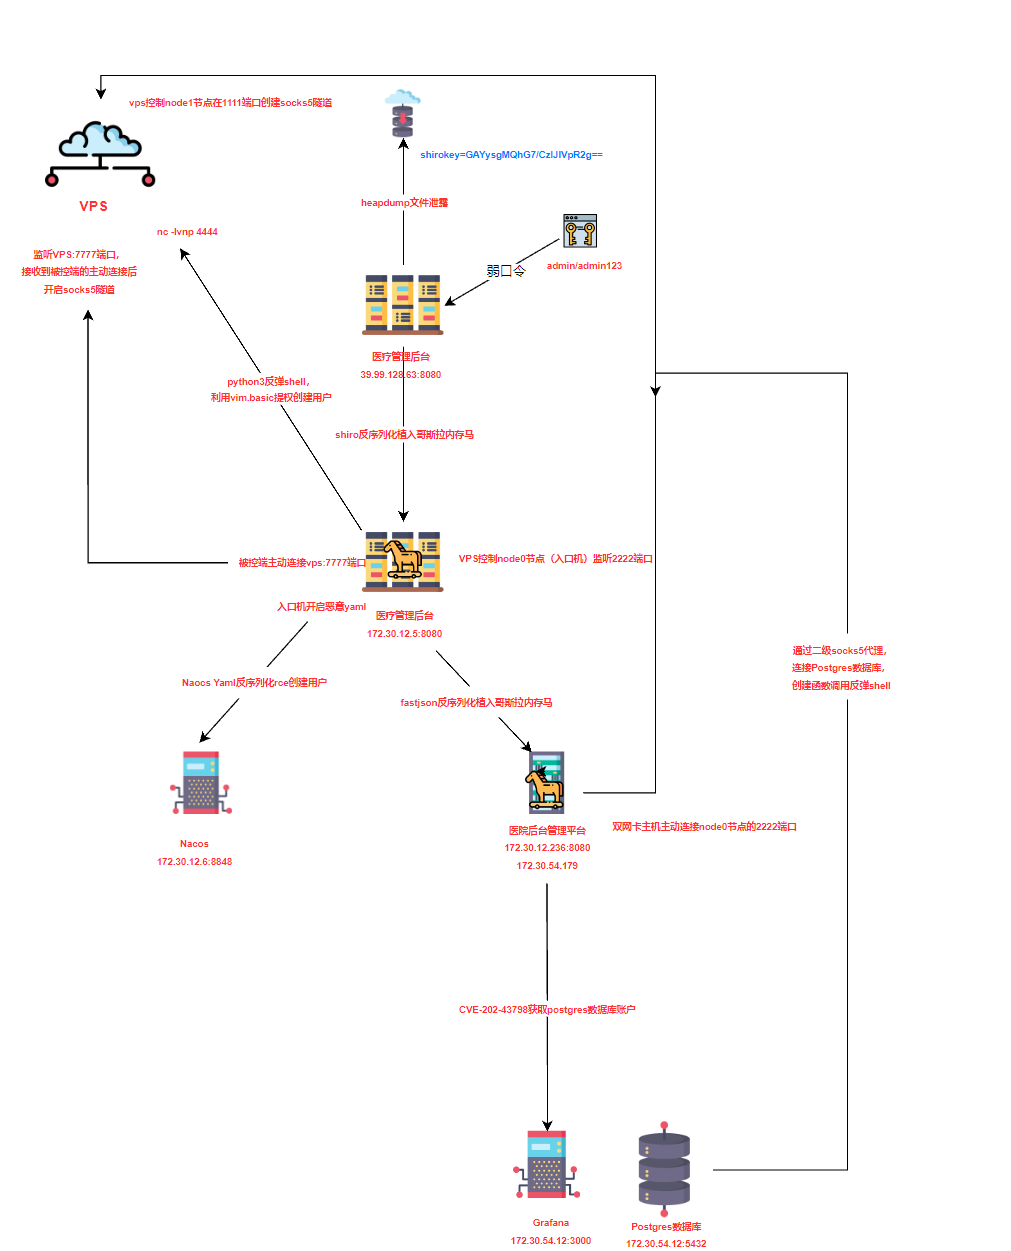 vps控制node1节点在1111端口创建socks5隧道
shirokey=GAYysgMQhG7/CzIJlVpR2g==
heapdump文件泄露
VPS
nc -lvnp 4444
监听VPS:7777端口，
接收到被控端的主动连接后
开启socks5隧道
弱口令
admin/admin123
医疗管理后台
39.99.128.63:8080
python3反弹shell，
利用vim.basic提权创建用户
shiro反序列化植入哥斯拉内存马
被控端主动连接vps:7777端口
VPS控制node0节点（入口机）监听2222端口
入口机开启恶意yaml
医疗管理后台
172.30.12.5:8080
通过二级socks5代理，
连接Postgres数据库，
创建函数调用反弹shell
Naocs Yaml反序列化rce创建用户
fastjson反序列化植入哥斯拉内存马
Nacos
172.30.12.6:8848
医院后台管理平台
172.30.12.236:8080
172.30.54.179
双网卡主机主动连接node0节点的2222端口
CVE-202-43798获取postgres数据库账户
Grafana
172.30.54.12:3000
Postgres数据库
172.30.54.12:5432